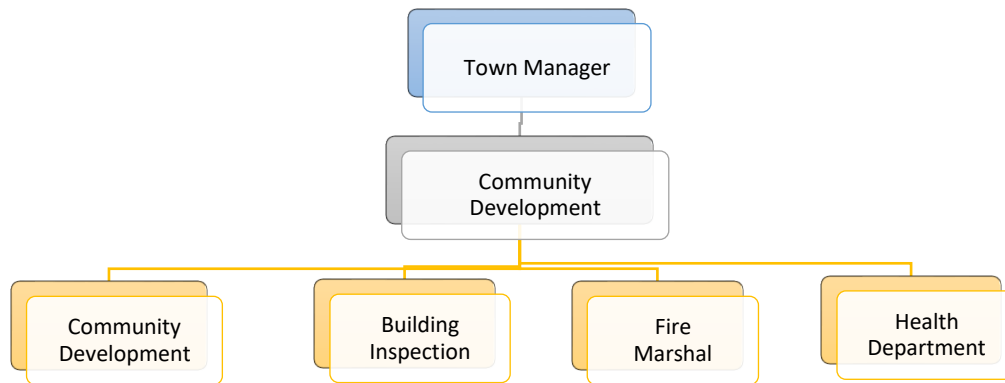 Town Manager
Community
Development
Community
Development
Building
Inspection
Fire
Marshal
Health
Department